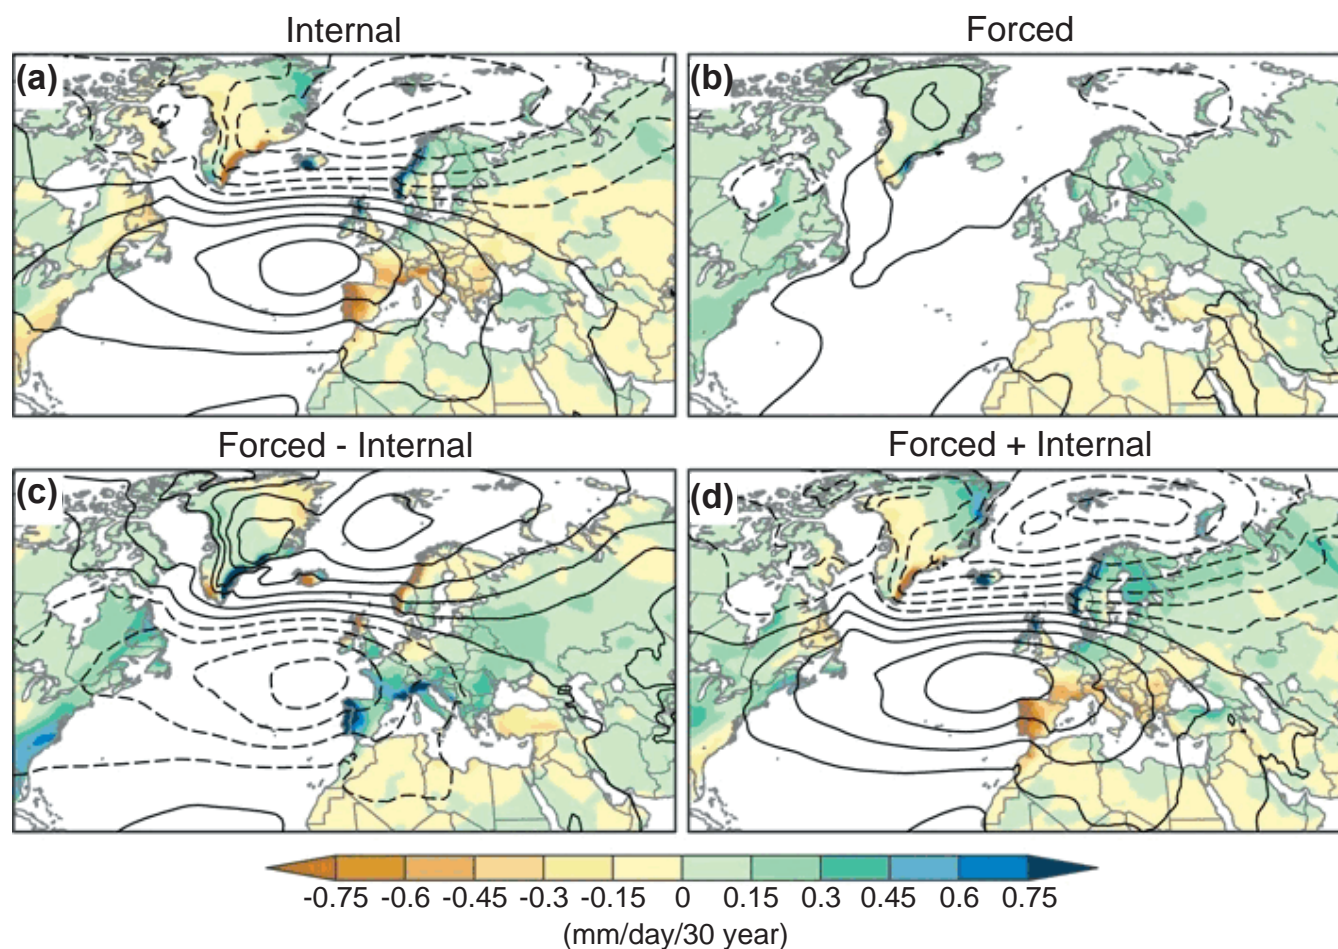 Internal
Forced
(a)
(b)
Forced - Internal
Forced + Internal
(c)
(d)
-0.75 -0.6 -0.45 -0.3 -0.15 0 0.15 0.3 0.45 0.6 0.75
(mm/day/30 year)